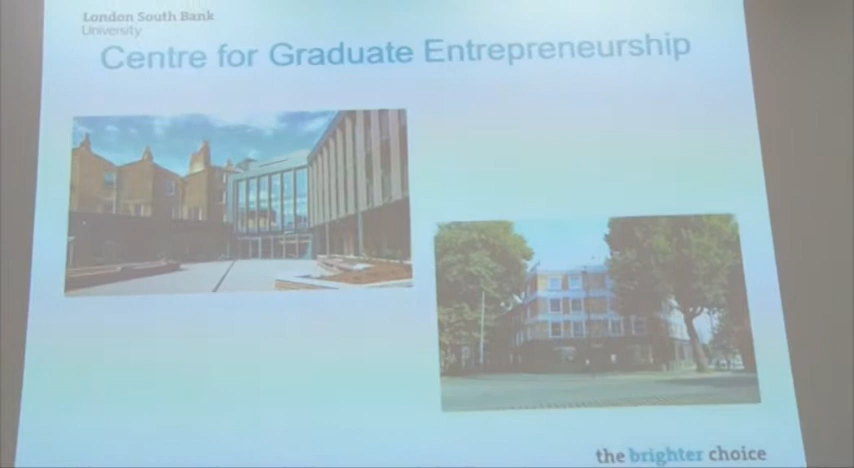 London South Bank
University
Centre for Graduate Entrepreneurship
the brighter choice